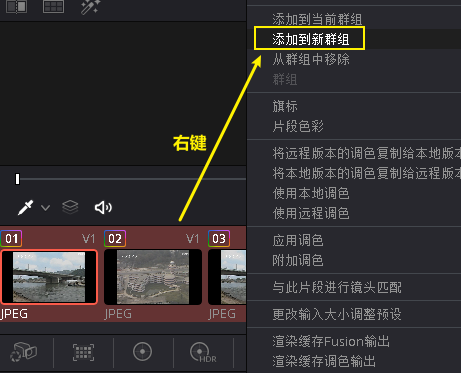 添加到当前群组
添加到新群组
从群组中移除
群组
旗标
片段色彩
将远程版本的调色复制给本地版本
将本地版本的调色复制给远程版本
使用本地调色
使用远程调色
应用调色
附加调色
与此片段进行镜头匹配
更改输入大小调整预设
渲染缓存Fusion输出
渲染缓存调色输出
右键
01 V1 02 V1 03
JPEG JPEG JPEG
HDR